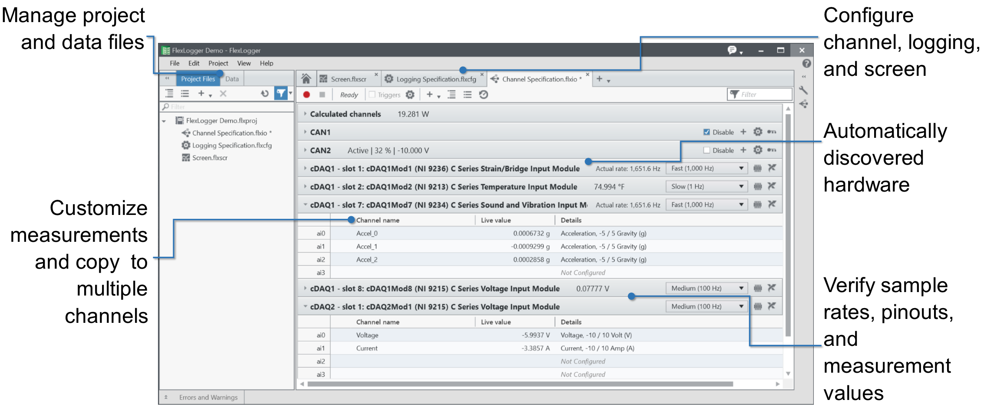 Manage project
and data files
Configure
channel, logging,
and screen
Automatically
discovered
hardware
Customize
measurements
and copy to
multiple
channels
Verify sample
rates, pinouts,
and
measurement
values
FlexLogger Demo - FlexLogger
File Edit Project View Help
Project Files Data
Filter
FlexLogger Demo.flxproj
Channel Specification.flxio *
Logging Specification.flxcfg
Screen.flxscr
Screen.flxscr Logging Specification.flxcfg Channel Specification.flxio *
Ready Triggers Filter
Calculated channels 19.281 W
CAN1 Disable
CAN2 Active | 32 % | -10.000 V Disable
cDAQ1 - slot 1: cDAQ1Mod1 (NI 9236) C Series Strain/Bridge Input Module Actual rate: 1,651.6 Hz Fast (1,000 Hz)
cDAQ1 - slot 2: cDAQ1Mod2 (NI 9213) C Series Temperature Input Module 74.994 °F Slow (1 Hz)
cDAQ1 - slot 7: cDAQ1Mod7 (NI 9234) C Series Sound and Vibration Input M Actual rate: 1,651.6 Hz Fast (1,000 Hz)
Channel name Live value Details
ai0 Accel_0 0.0006732 g Acceleration, -5 / 5 Gravity (g)
ai1 Accel_1 -0.0009299 g Acceleration, -5 / 5 Gravity (g)
ai2 Accel_2 0.0002858 g Acceleration, -5 / 5 Gravity (g)
ai3 Not Configured
cDAQ1 - slot 8: cDAQ1Mod8 (NI 9215) C Series Voltage Input Module 0.07777 V Medium (100 Hz)
cDAQ2 - slot 1: cDAQ2Mod1 (NI 9215) C Series Voltage Input Module Medium (100 Hz)
Channel name Live value Details
ai0 Voltage -5.9937 V Voltage, -10 / 10 Volt (V)
ai1 Current -3.3857 A Current, -10 / 10 Amp (A)
ai2 Not Configured
ai3 Not Configured
Errors and Warnings